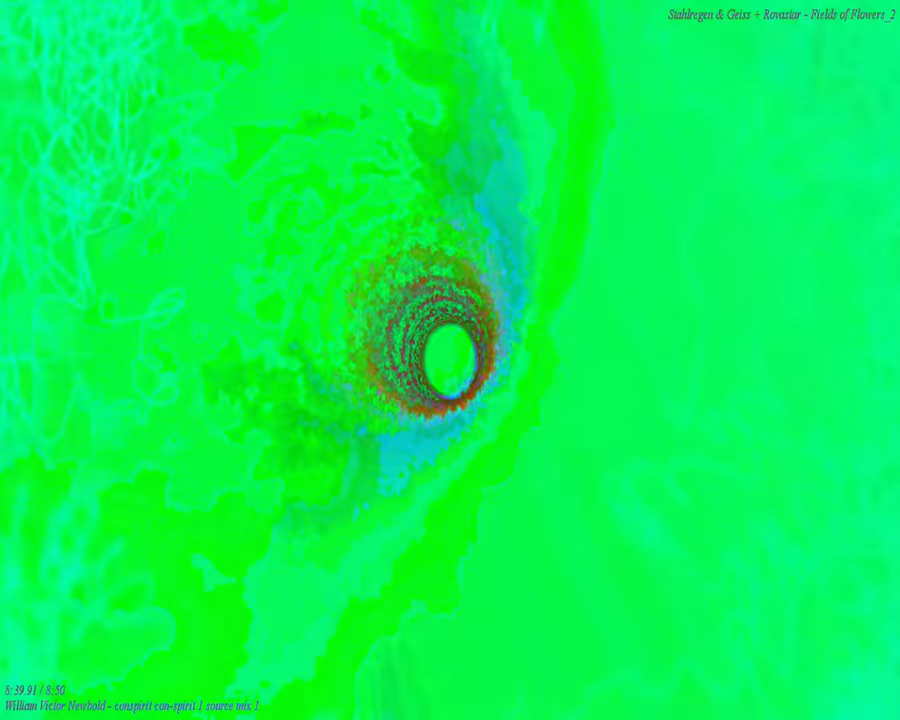 Stahlregen & Geiss + Rovastar - Fields of Flowers_2
8:39.91 / 8:50
William Victor Newbold - conspirit con-spirit 1 source mix 1